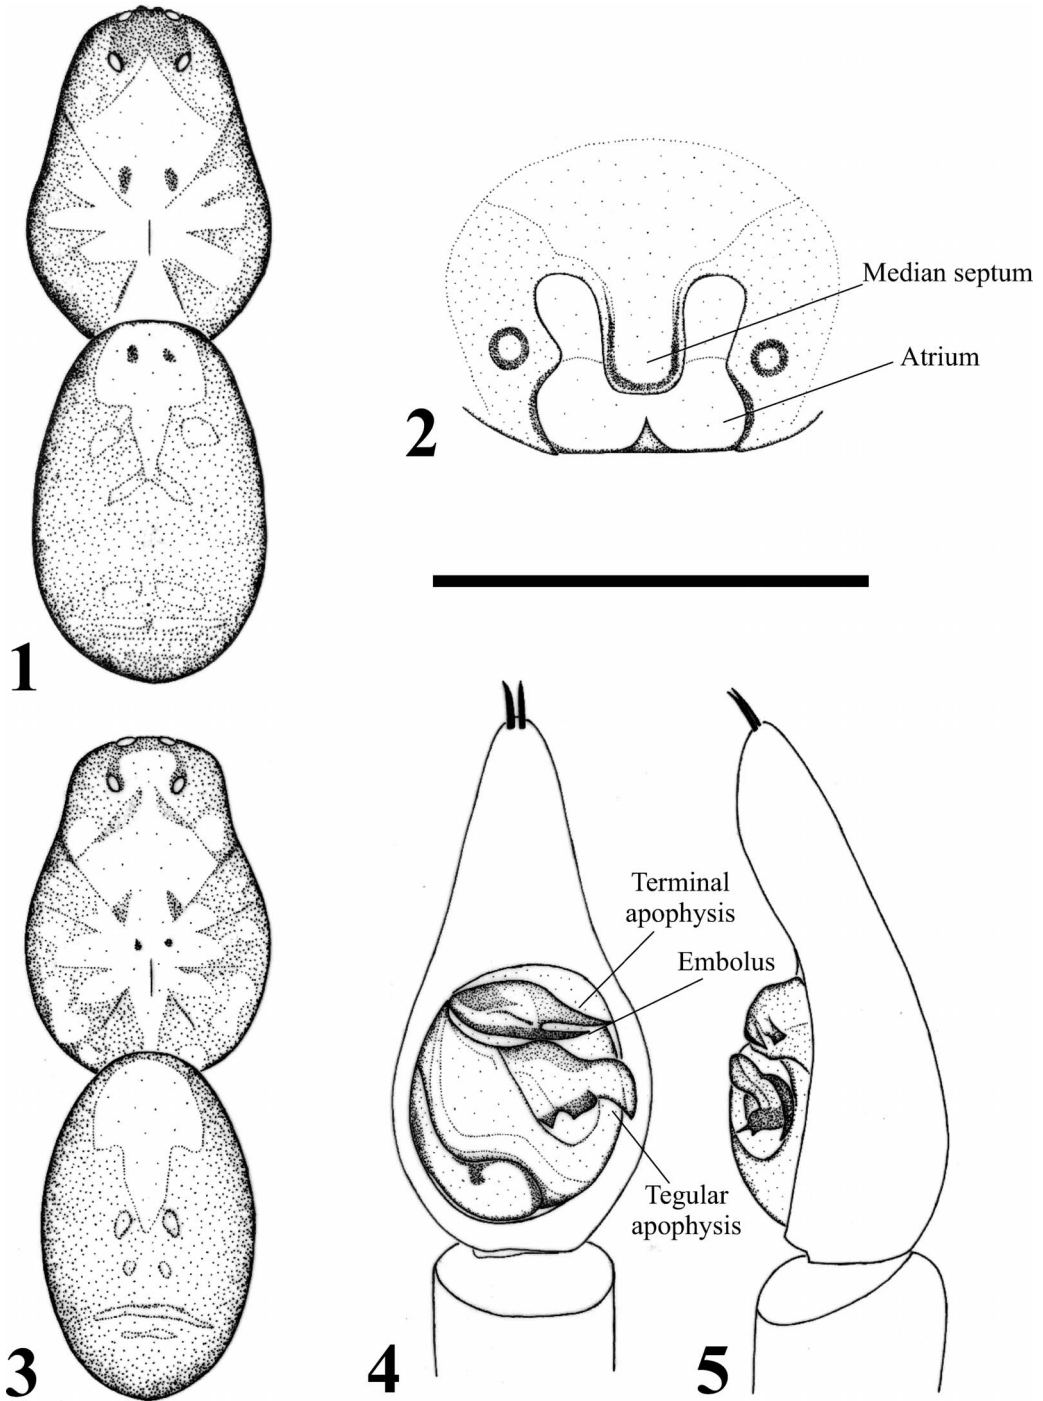 Median septum
Atrium
2
1
Terminal
apophysis
Embolus
Tegular
apophysis
3
4
5